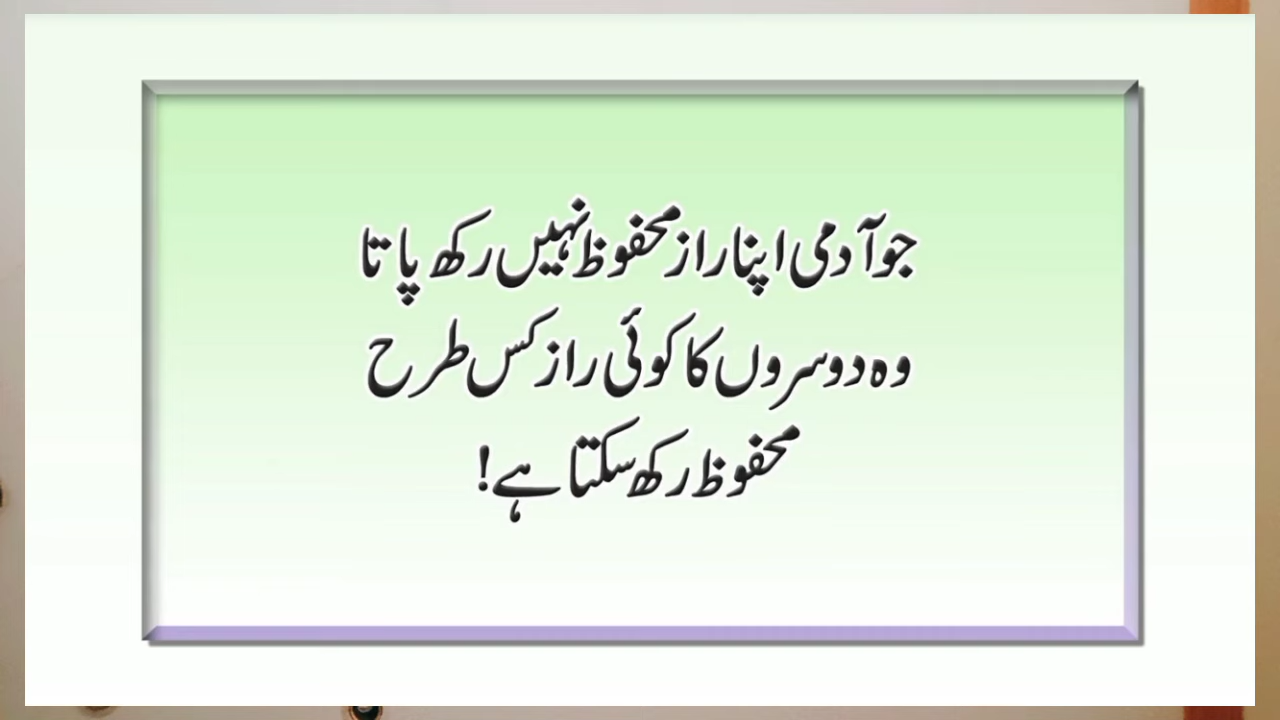 جو آدمی اپنا راز محفوظ نہیں رکھ پاتا
وہ دوسروں کا کوئی راز کس طرح
محفوظ رکھ سکتا ہے!